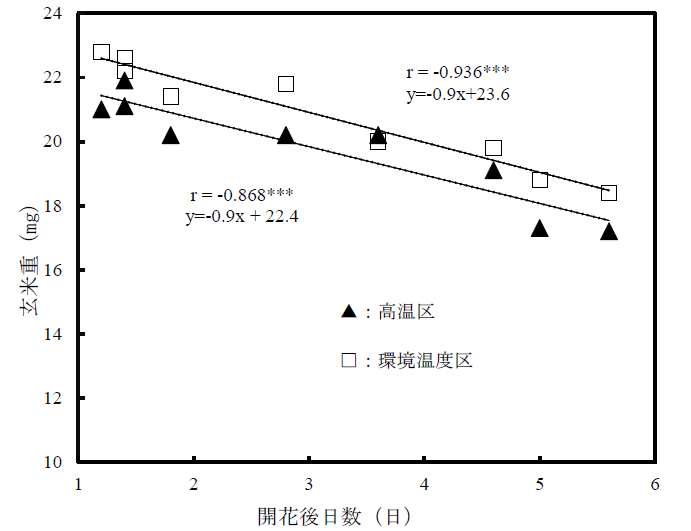 24
22
20
18
16
14
12
10
玄米重 (mg)
r = -0.936***
y=-0.9x+23.6
r = -0.868***
y=-0.9x + 22.4
▲：高温区
□：環境温度区
1 2 3 4 5 6
開花後日数（日）